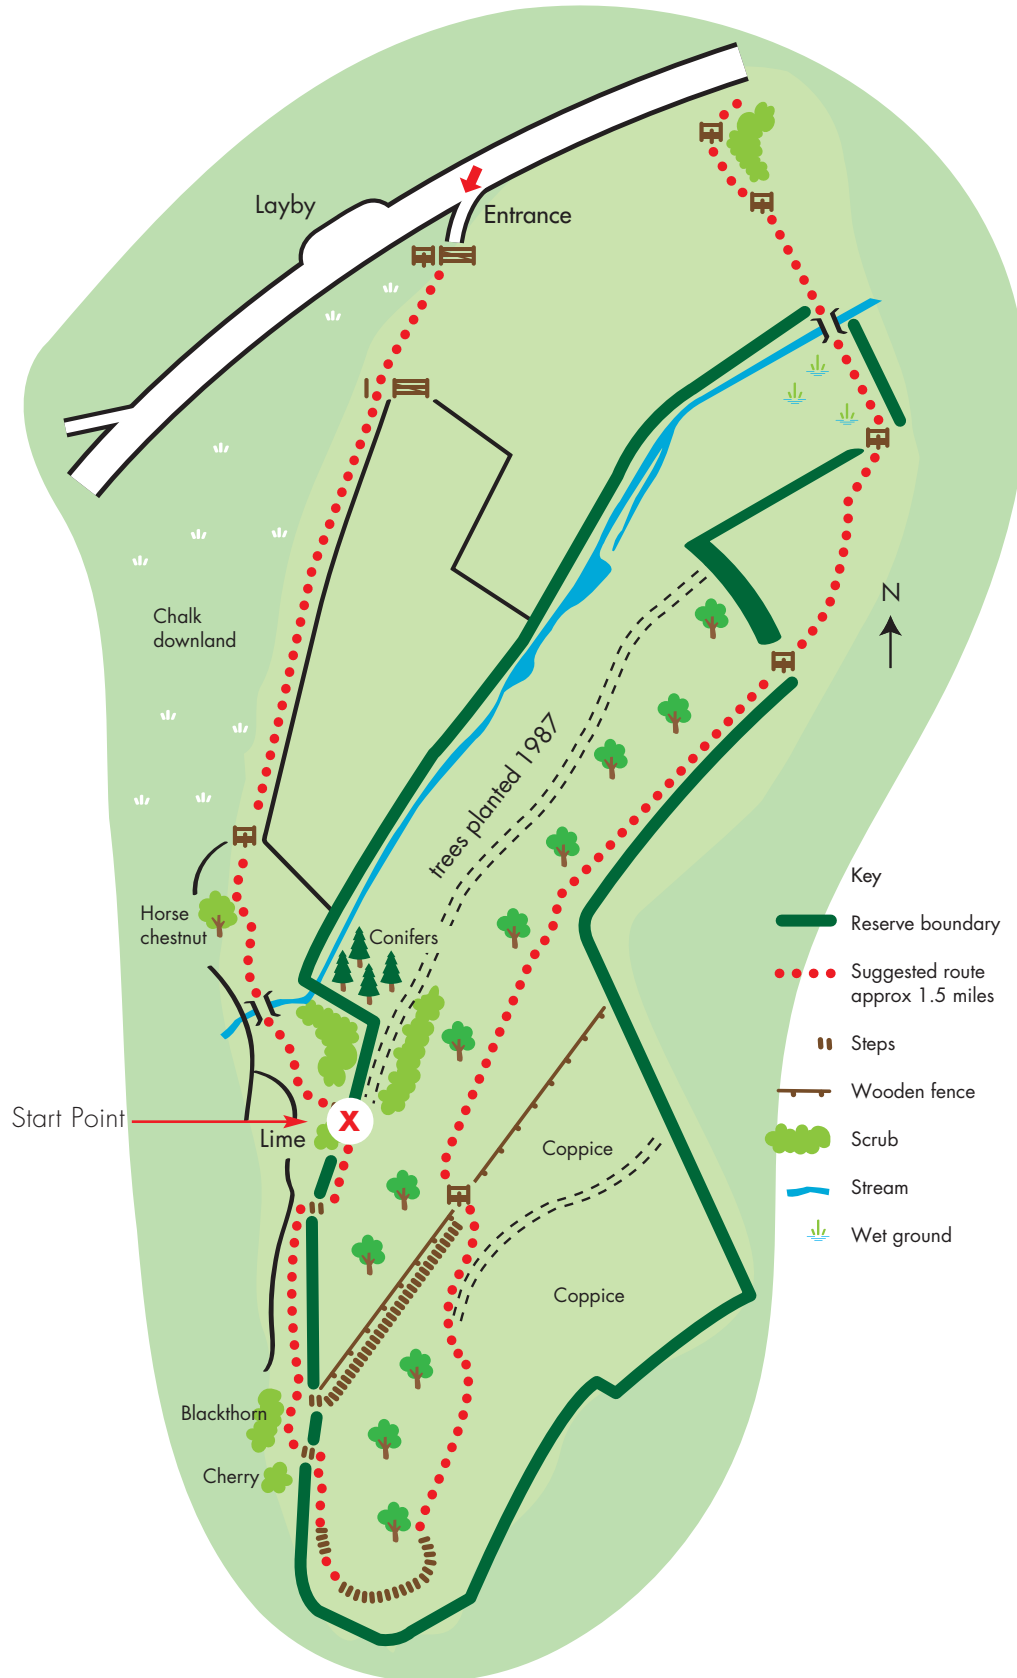 Layby
Entrance
Chalk
downland
N
trees planted 1987
Key
Reserve boundary
Horse
chestnut
Conifers
Suggested route
approx 1.5 miles
Steps
Wooden fence
Start Point
X
Lime
Coppice
Scrub
Stream
Wet ground
Coppice
Blackthorn
Cherry